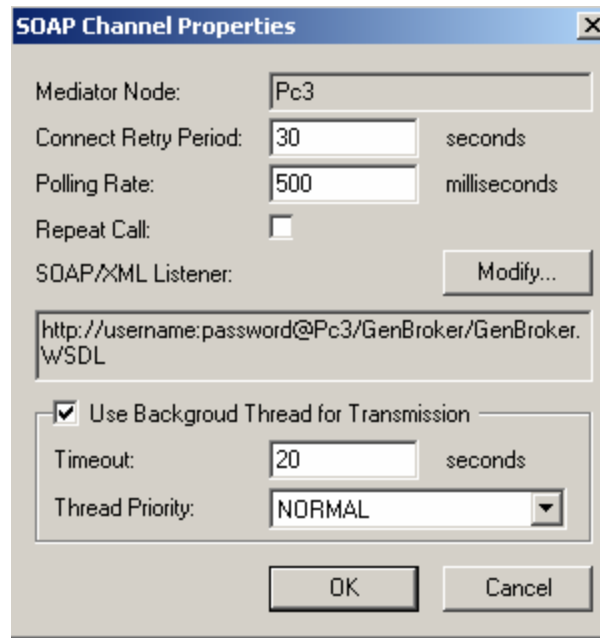 SOAP Channel Properties
Mediator Node: Pc3
Connect Retry Period: 30 seconds
Polling Rate: 500 milliseconds
Repeat Call:
SOAP/XML Listener: Modify...
http://username:password@Pc3/GenBroker/GenBroker.
WSDL
Use Backgroud Thread for Transmission
Timeout: 20 seconds
Thread Priority: NORMAL
OK Cancel